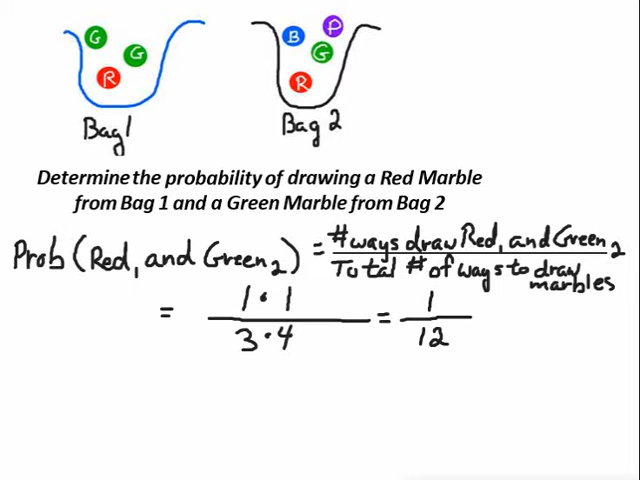 G G R
B P G R
Bag 1 Bag 2
Determine the probability of drawing a Red Marble
from Bag 1 and a Green Marble from Bag 2
Prob (Red₁ and Green₂) = # ways draw Red₁ and Green₂
Total # of ways to draw
marbles
= 1 · 1 / 3 · 4 = 1 / 12